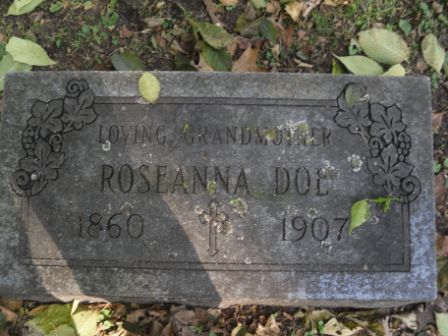 LOVING GRANDMOTHER
ROSEANNA DOE
1860 1907